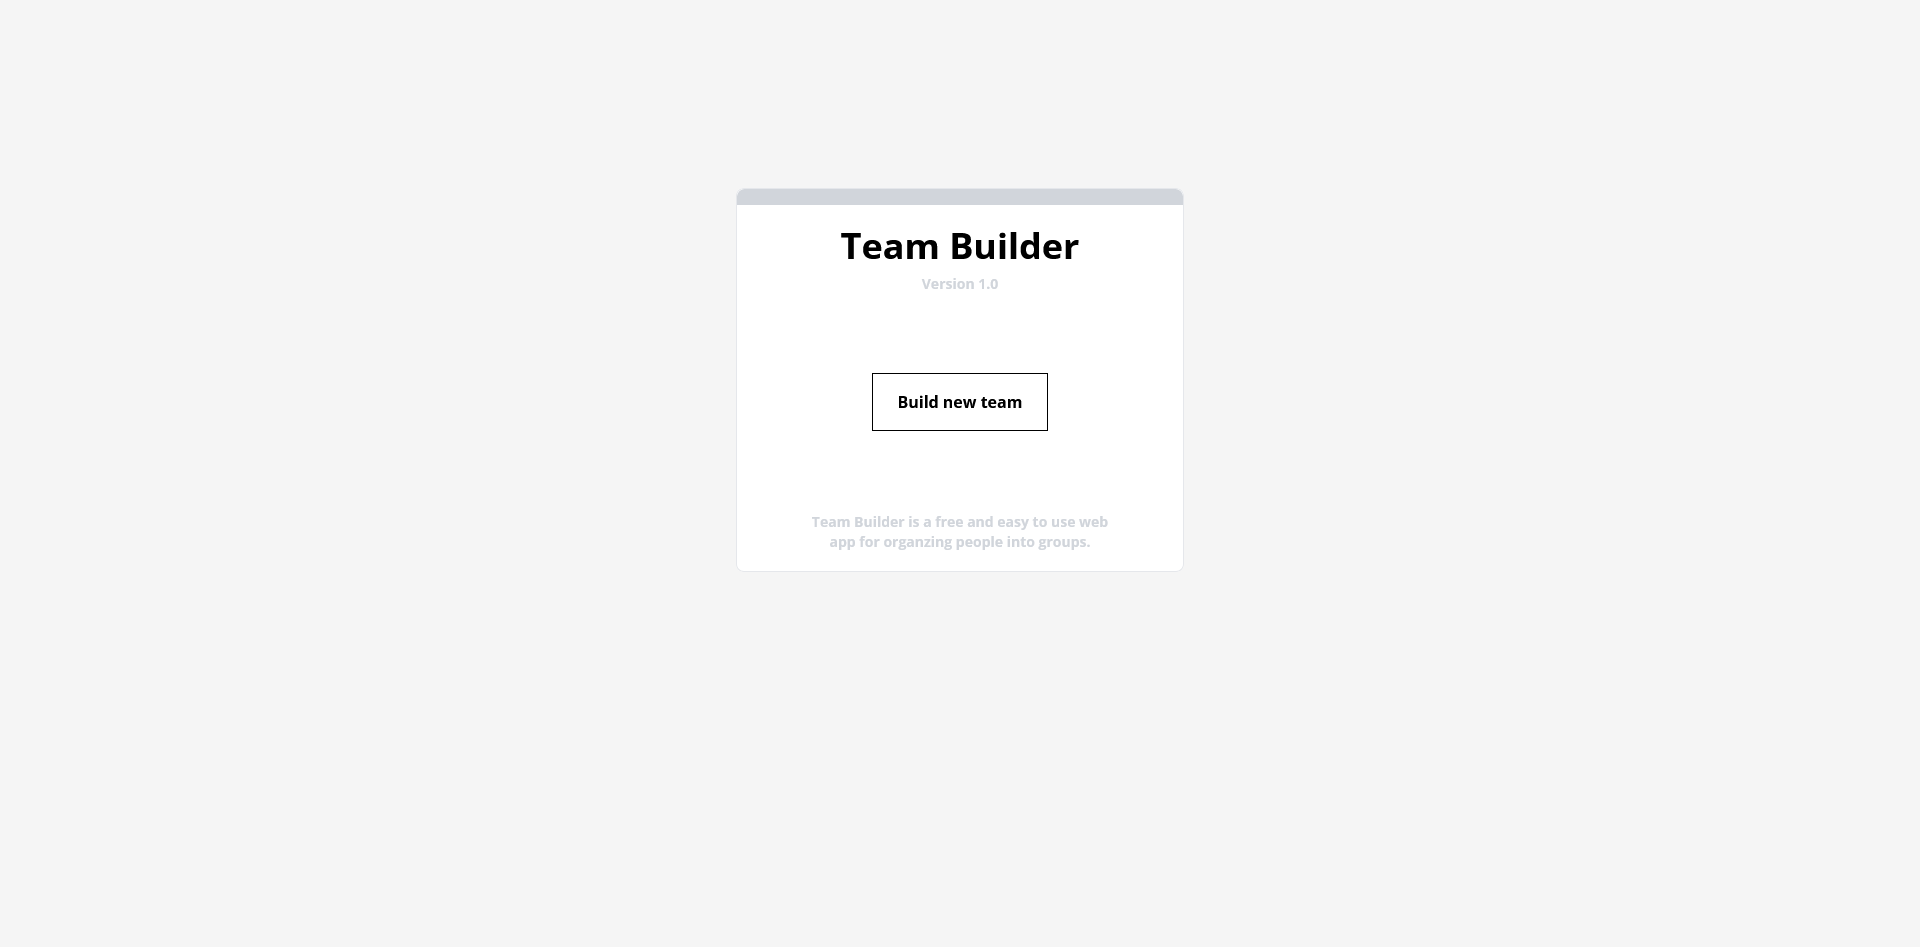 Team Builder
Version 1.0
Build new team
Team Builder is a free and easy to use web
app for organzing people into groups.